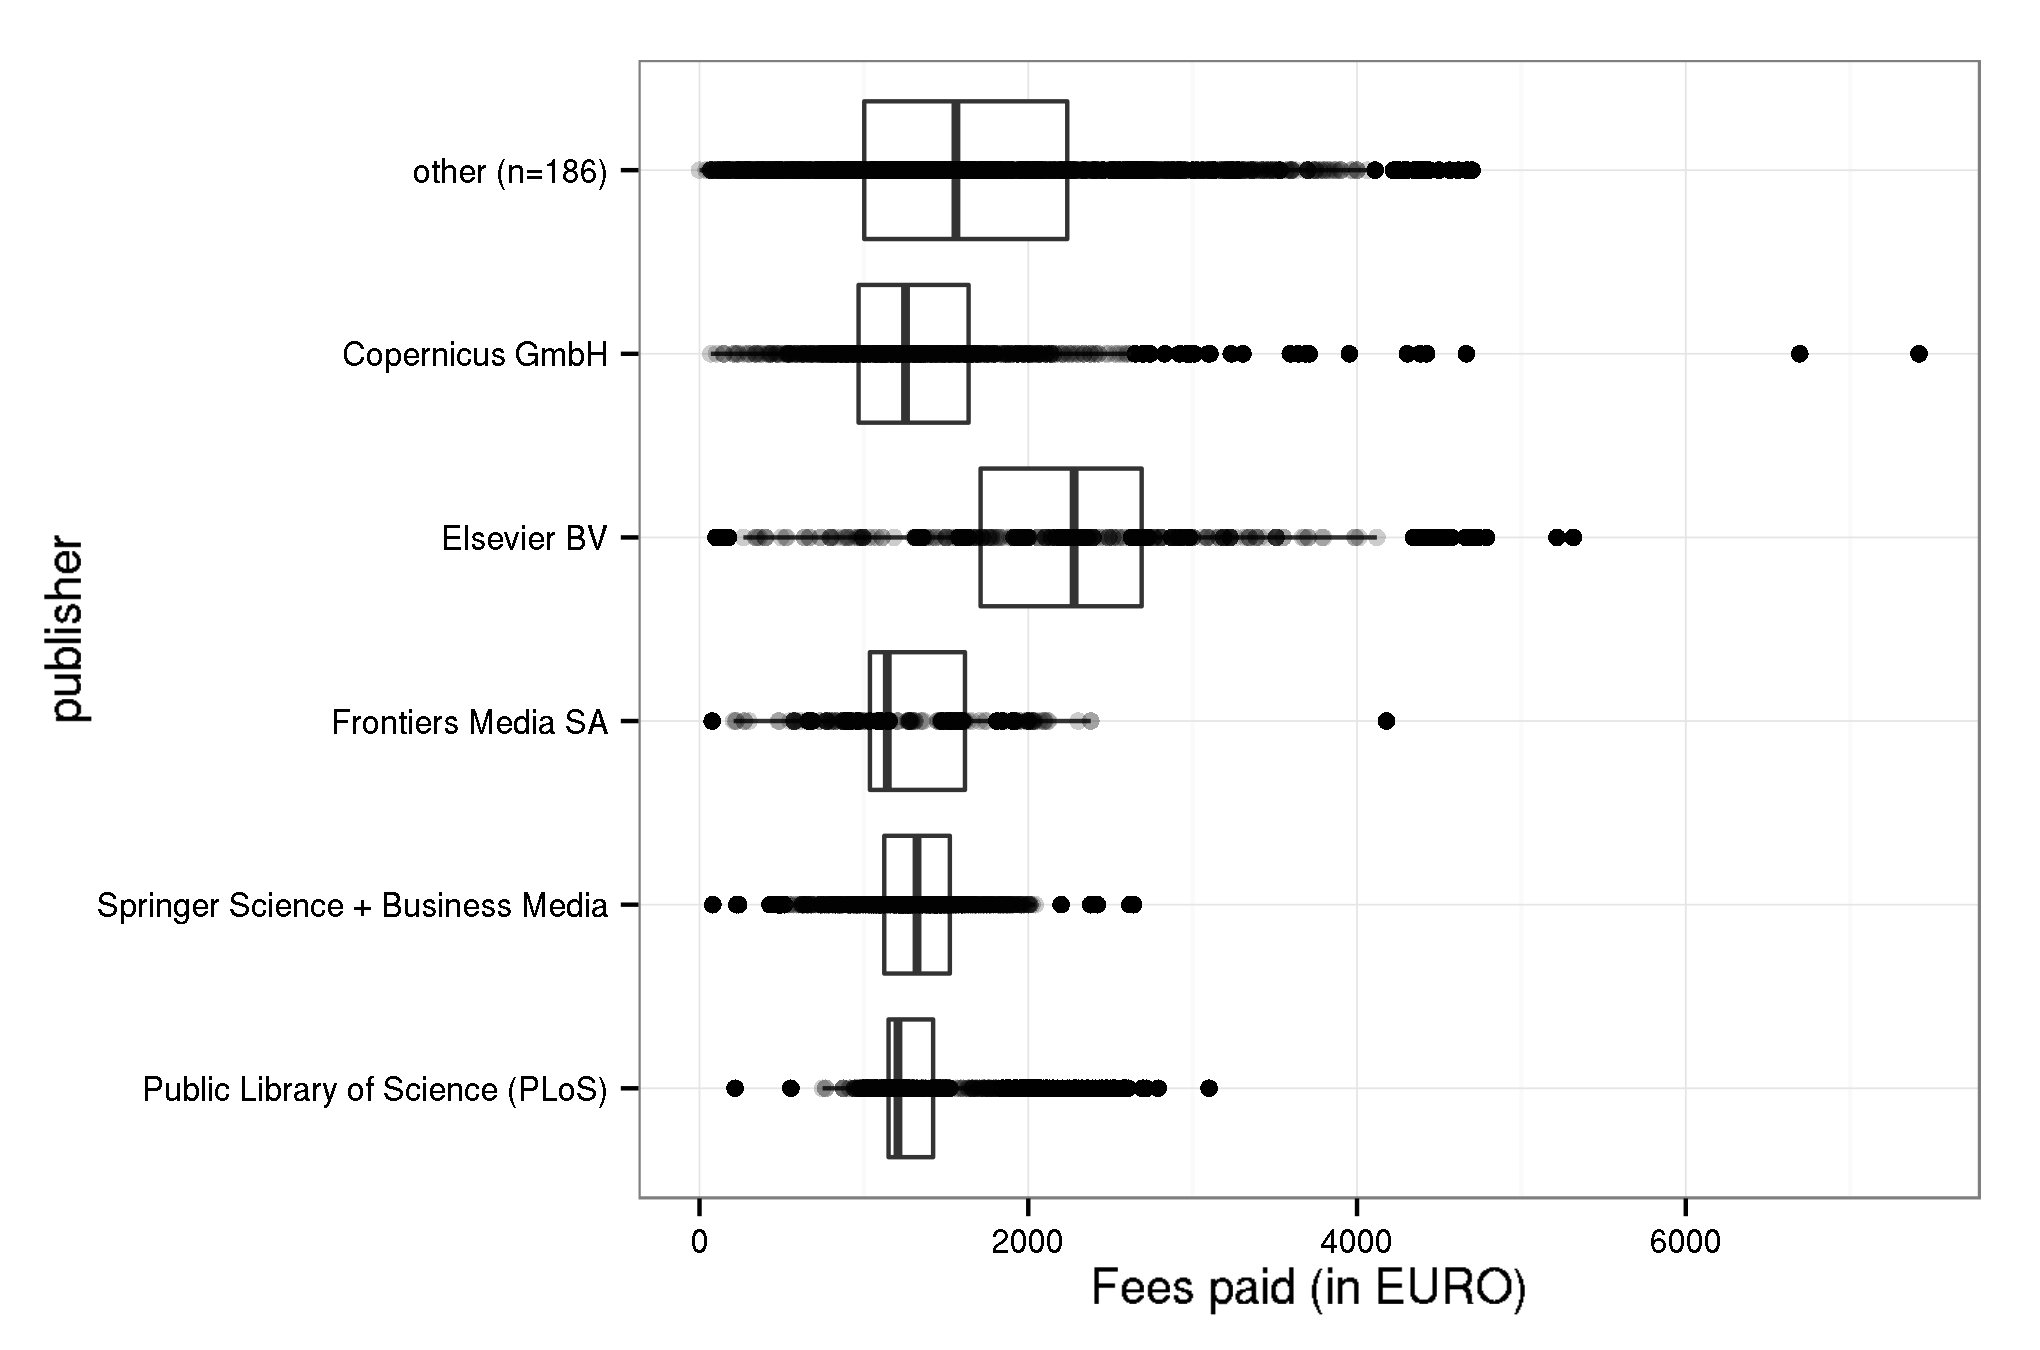 other (n=186)
Copernicus GmbH
Elsevier BV
Frontiers Media SA
Springer Science + Business Media
Public Library of Science (PLoS)
publisher
0 2000 4000 6000
Fees paid (in EURO)